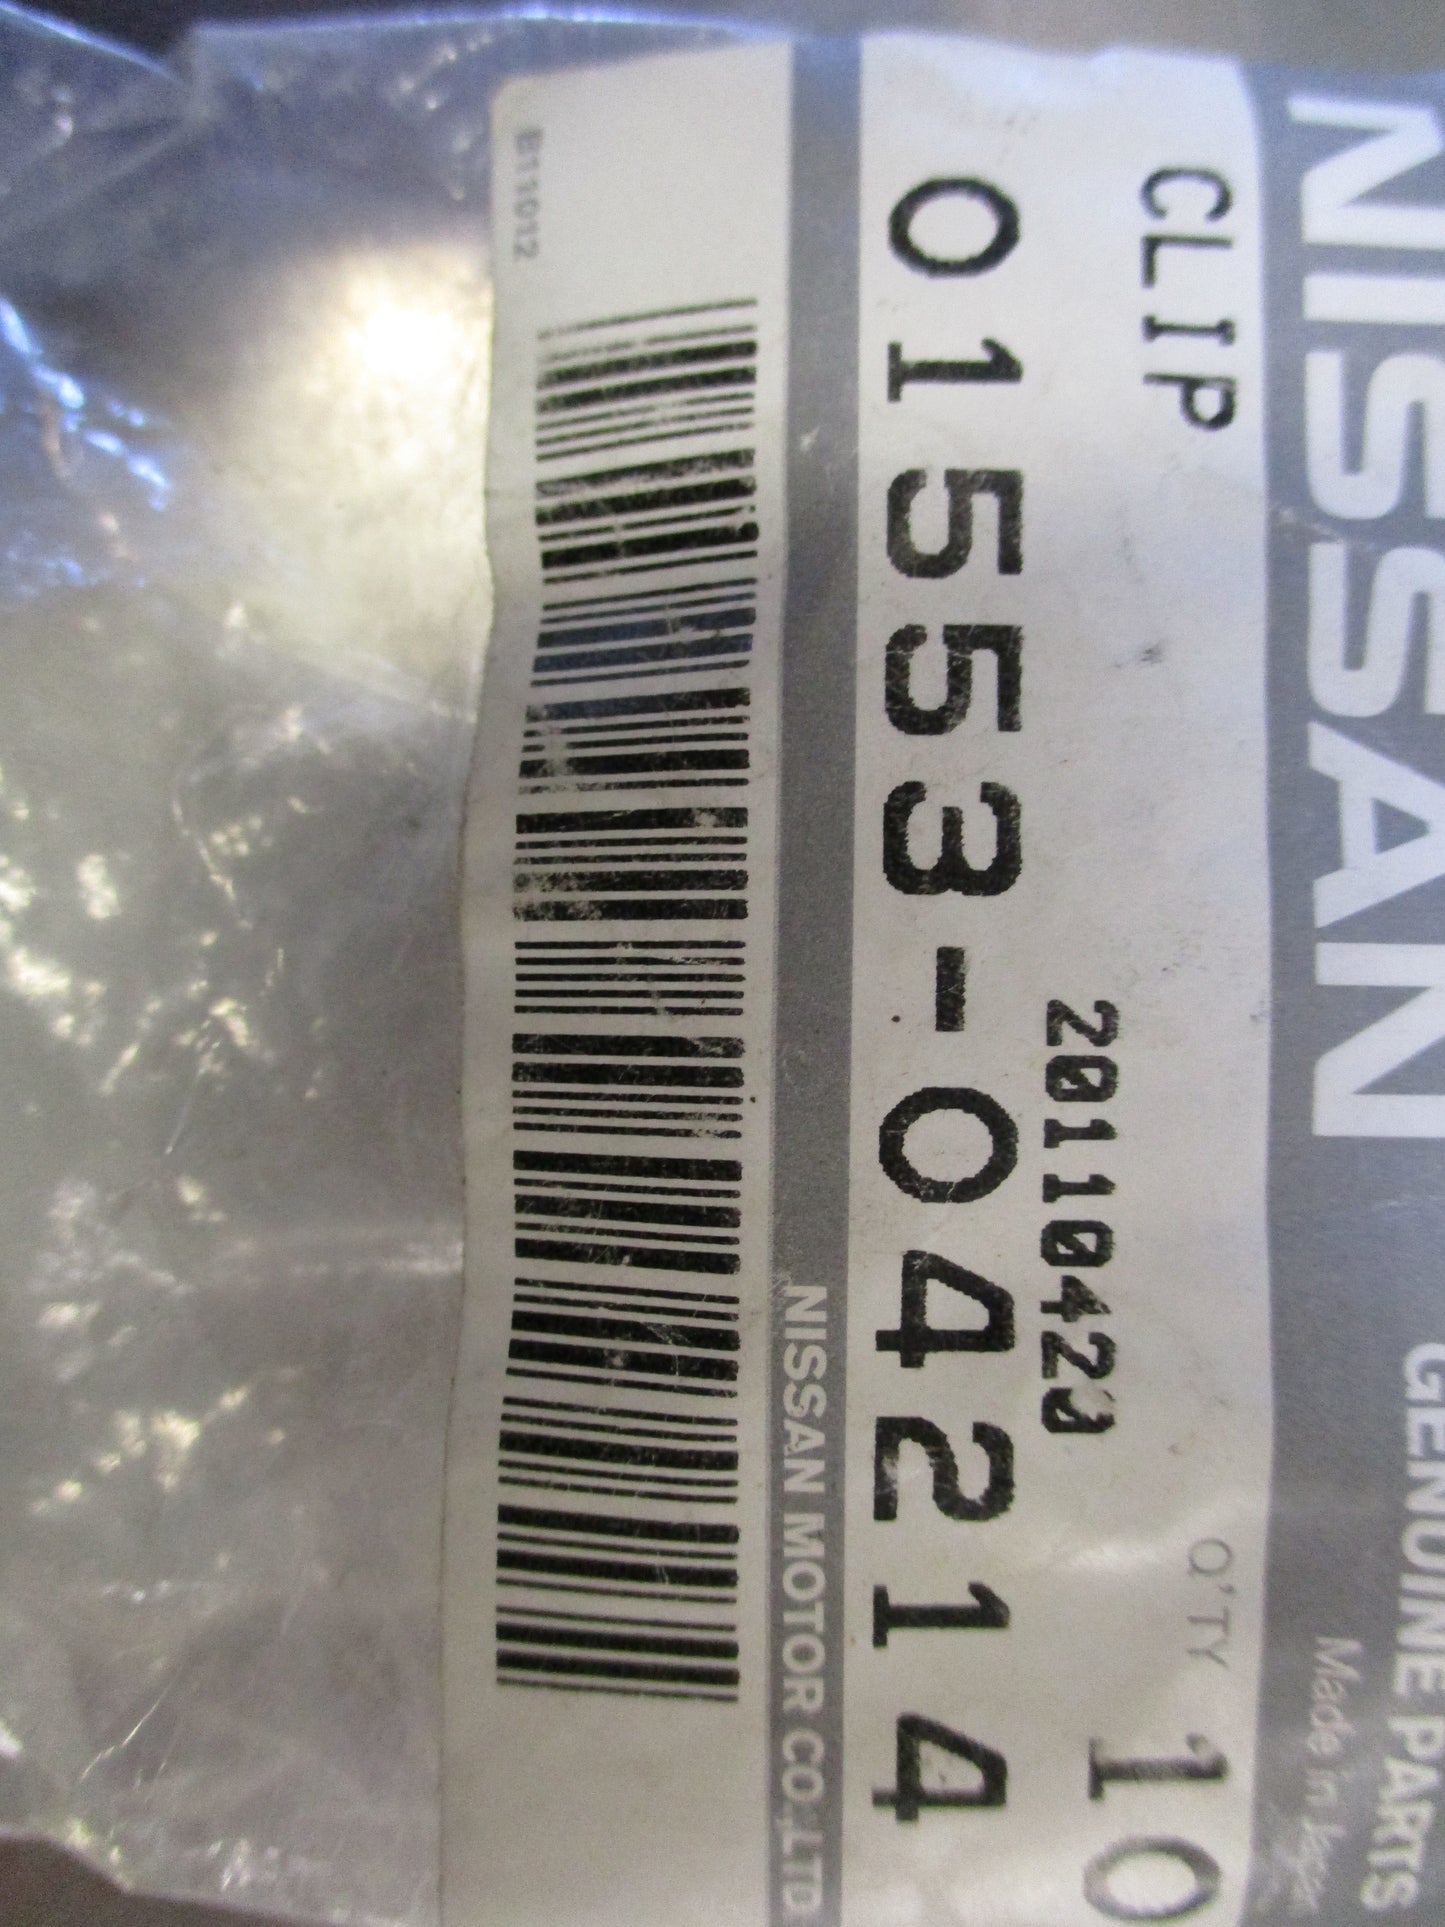 NISSAN
GENUINE PARTS
Made in Japan
CLIP
Q'TY 10
20110420
01553-04214
NISSAN MOTOR CO.,LTD
E11012